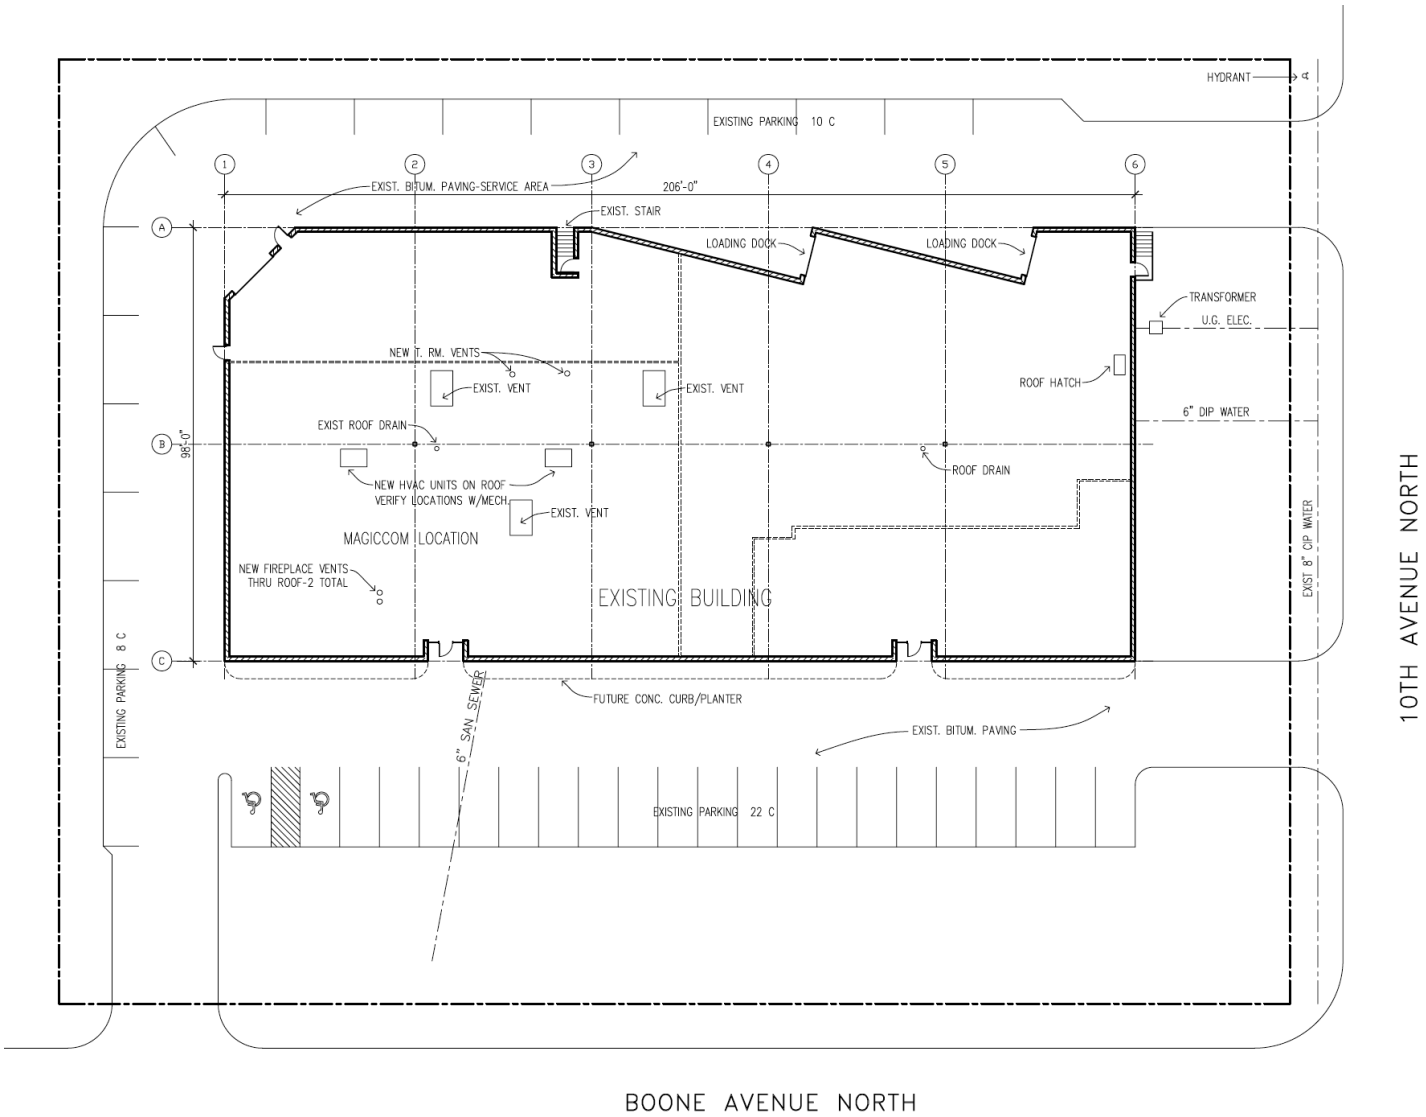 HYDRANT
EXISTING PARKING 10 C
1
2
3
4
5
6
EXIST. BITUM. PAVING-SERVICE AREA
206'-0"
EXIST. STAIR
A
LOADING DOCK
LOADING DOCK
TRANSFORMER
U.G. ELEC.
NEW T. RM. VENTS
EXIST. VENT
EXIST. VENT
ROOF HATCH
6" DIP WATER
EXIST ROOF DRAIN
B
98'-0"
ROOF DRAIN
NEW HVAC UNITS ON ROOF
VERIFY LOCATIONS W/MECH.
EXIST. VENT
MAGICCOM LOCATION
EXIST 8" CIP WATER
10TH AVENUE NORTH
NEW FIREPLACE VENTS
THRU ROOF-2 TOTAL
EXISTING BUILDING
EXISTING PARKING 8 C
C
6" SAN SEWER
FUTURE CONC. CURB/PLANTER
EXIST. BITUM. PAVING
EXISTING PARKING 22 C
BOONE AVENUE NORTH